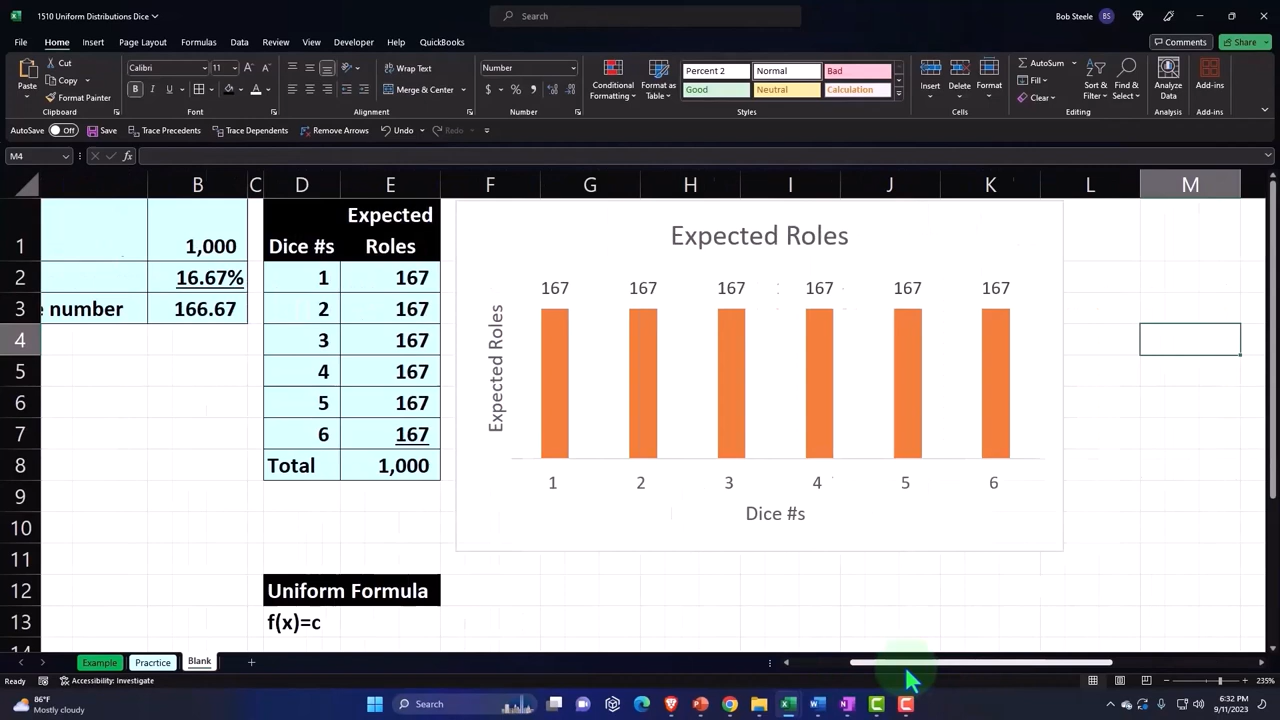 1510 Uniform Distributions Dice
Search
Bob Steele
BS
File Home Insert Page Layout Formulas Data Review View Developer Help QuickBooks
Comments
Share
Paste
Cut
Copy
Format Painter
Clipboard
Calibri
11
B I U
Font
Wrap Text
Merge & Center
Alignment
Number
$ % ,
Number
Conditional Formatting
Format as Table
Percent 2 Normal Bad
Good Neutral Calculation
Styles
Insert Delete Format
Cells
AutoSum
Fill
Clear
Sort & Filter
Find & Select
Editing
Analyze Data
Analysis
Add-ins
Add-ins
AutoSave Off Save Trace Precedents Trace Dependents Remove Arrows Undo Redo
M4
fx
B C D E F G H I J K L M
1 1,000 Dice #s Expected Roles
2 16.67% 1 167
3 number 166.67 2 167
4 3 167
5 4 167
6 5 167
7 6 167
8 Total 1,000
9
10
11
12 Uniform Formula
13 f(x)=c
14
Expected Roles
167 167 167 167 167 167
Expected Roles
1 2 3 4 5 6
Dice #s
Example Pracrtice Blank
Ready
Accessibility: Investigate
235%
86°F
Mostly cloudy
Search
6:32 PM
9/11/2023